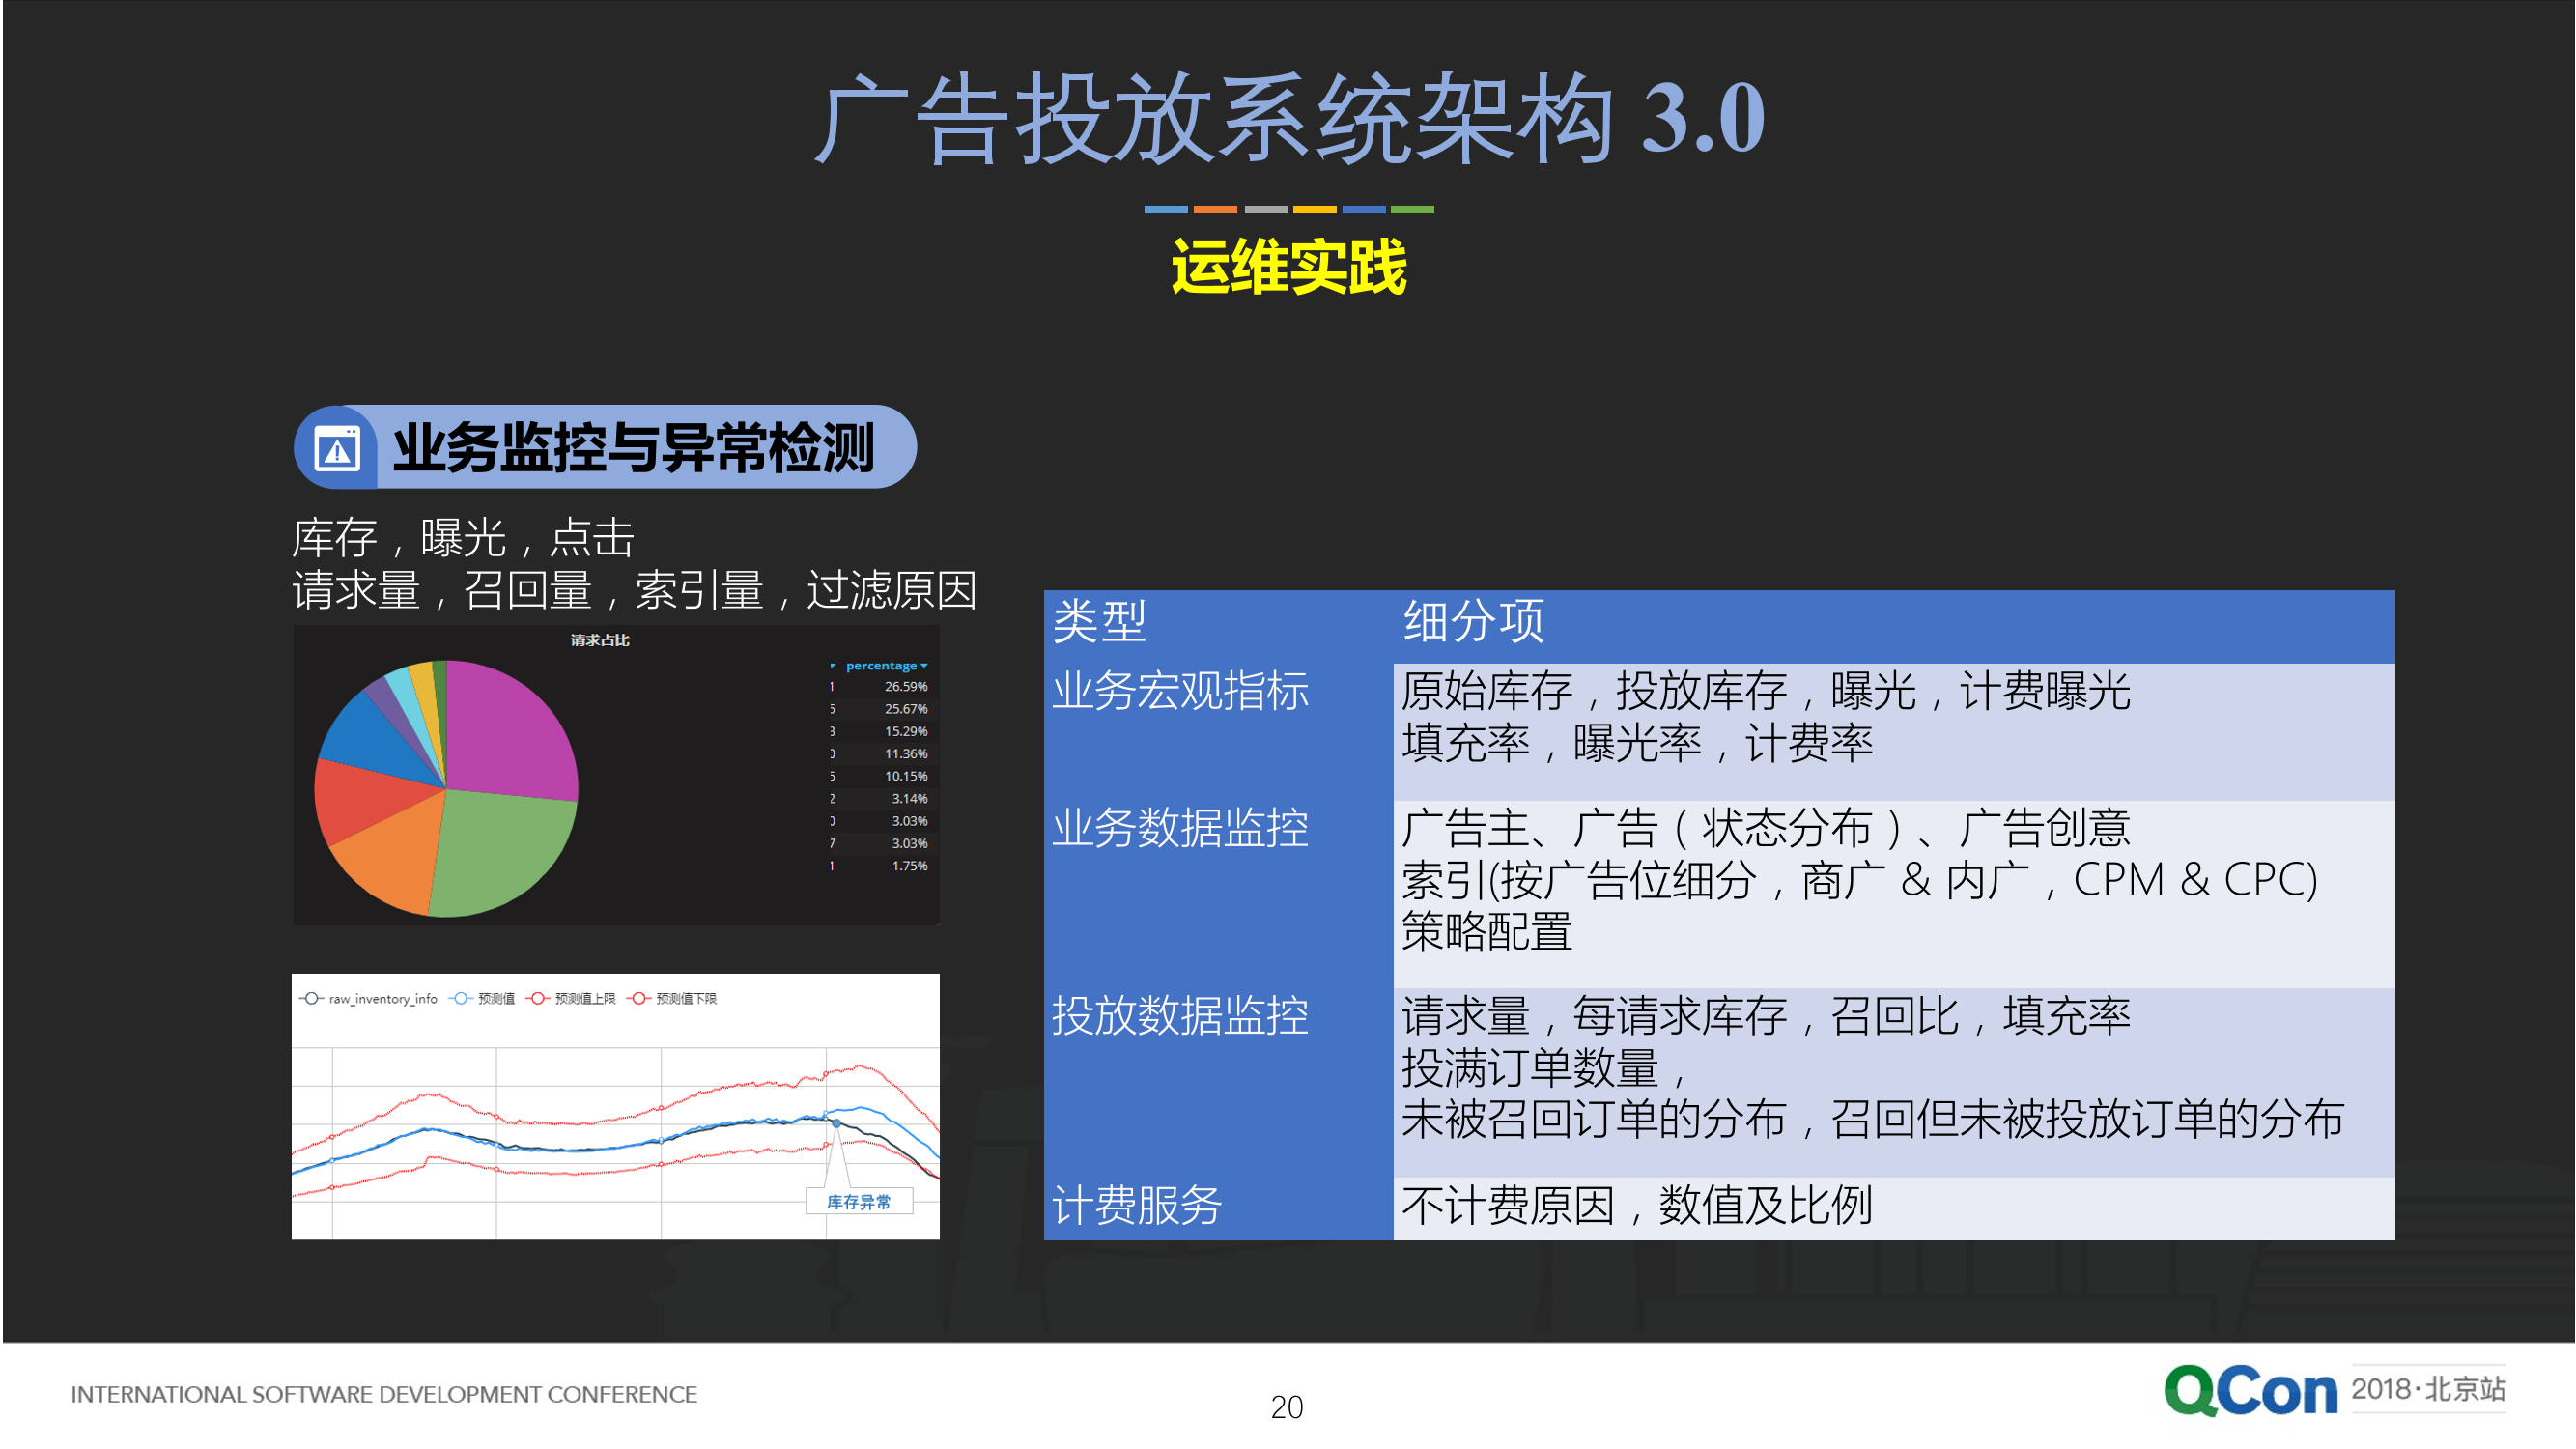 广告投放系统架构 3.0
运维实践
业务监控与异常检测
库存，曝光，点击
请求量，召回量，索引量，过滤原因
请求占比
percentage
1 26.59%
5 25.67%
3 15.29%
0 11.36%
5 10.15%
2 3.14%
0 3.03%
7 3.03%
1 1.75%
raw_inventory_info 预测值 预测值上限 预测值下限
库存异常
类型 细分项
业务宏观指标 原始库存，投放库存，曝光，计费曝光
填充率，曝光率，计费率
业务数据监控 广告主、广告（状态分布）、广告创意
索引(按广告位细分，商广 & 内广，CPM & CPC)
策略配置
投放数据监控 请求量，每请求库存，召回比，填充率
投满订单数量，
未被召回订单的分布，召回但未被投放订单的分布
计费服务 不计费原因，数值及比例
INTERNATIONAL SOFTWARE DEVELOPMENT CONFERENCE
20
QCon 2018·北京站